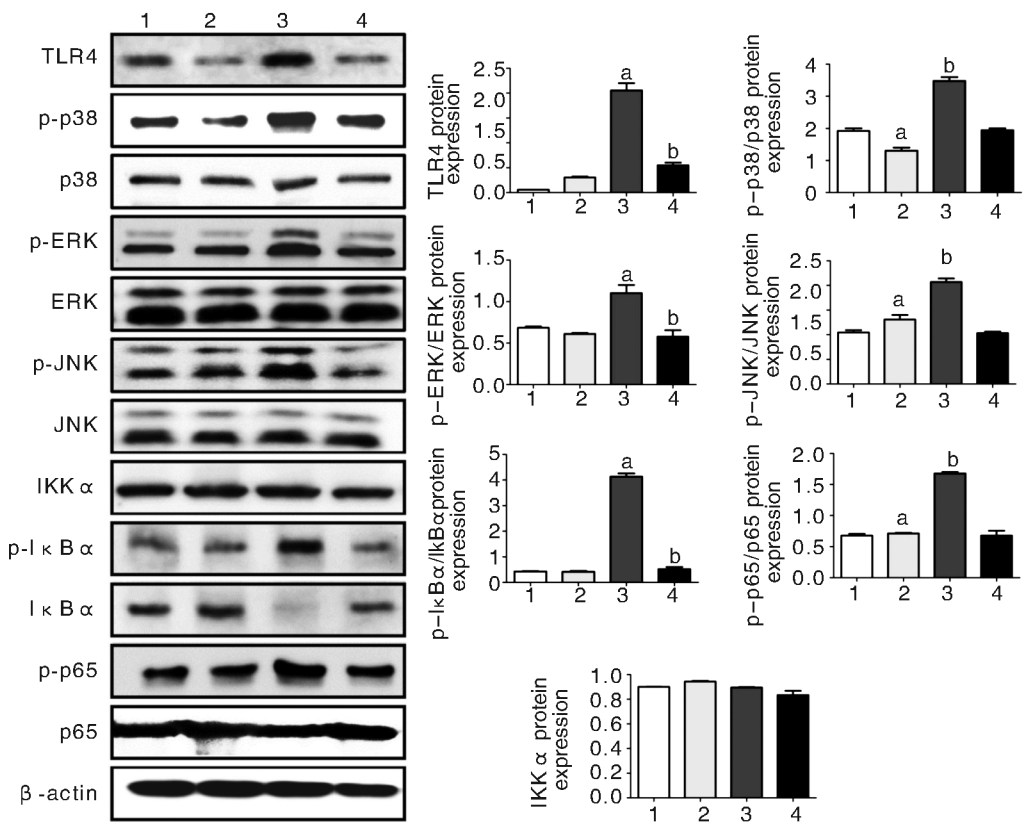 1 2 3 4
TLR4
p-p38
p38
p-ERK
ERK
p-JNK
JNK
IKK α
p-I κ B α
I κ B α
p-p65
p65
β -actin
TLR4 protein
expression
2.5
2.0
1.5
0.5
0.0
a
b
1 2 3 4
p-p38/p38 protein
expression
4
3
2
1
0
a
b
1 2 3 4
p-ERK/ERK protein
expression
1.5
1.0
0.5
0.0
a
b
1 2 3 4
p-JNK/JNK protein
expression
2.5
2.0
1.5
0.5
0.0
a
b
1 2 3 4
p-IκBα/IkBαprotein
expression
5
4
3
2
1
0
a
b
1 2 3 4
p-p65/p65 protein
expression
2.0
1.5
1.0
0.5
0.0
a
b
1 2 3 4
IKK α protein
expression
1.0
0.8
0.6
0.4
0.2
0.0
1 2 3 4